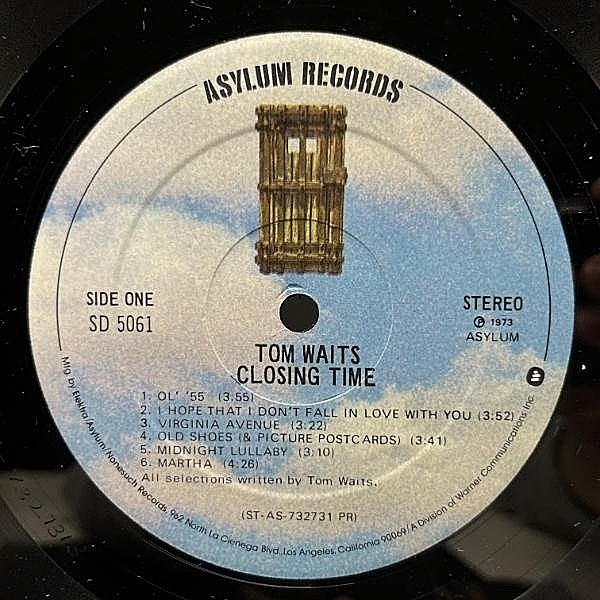 ASYLUM RECORDS
SIDE ONE
SD 5061
STEREO
Ⓟ 1973
ASYLUM
TOM WAITS
CLOSING TIME
1. OL' '55 (3:55)
2. I HOPE THAT I DON'T FALL IN LOVE WITH YOU (3:52)
3. VIRGINIA AVENUE (3:22)
4. OLD SHOES (& PICTURE POSTCARDS) (3:41)
5. MIDNIGHT LULLABY (3:10)
6. MARTHA (4:26)
All selections written by Tom Waits.
(ST-AS-732731 PR)
Mfg by Elektra/Asylum/Nonesuch Records 962 North La Cienega Blvd., Los Angeles, California 90069/A Division of Warner Communications Inc.